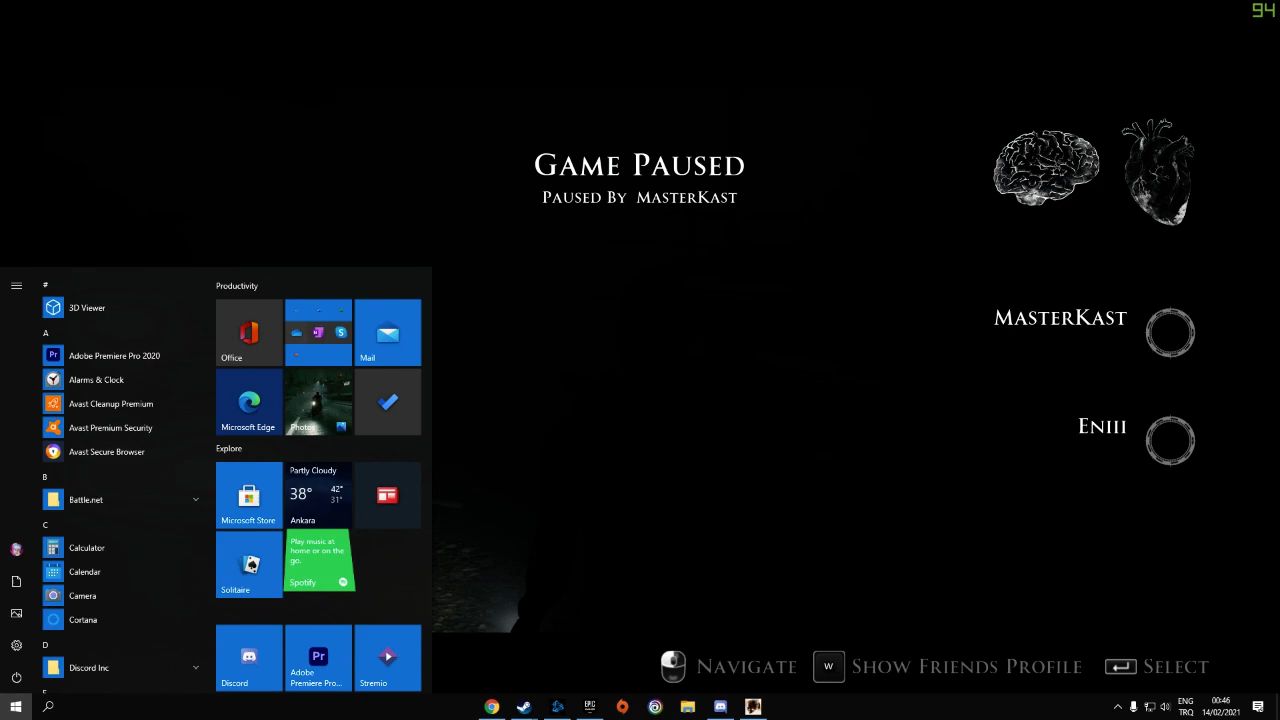 94
GAME PAUSED
PAUSED BY MASTERKAST
MASTERKAST
ENIII
#
3D Viewer
A
Adobe Premiere Pro 2020
Alarms & Clock
Avast Cleanup Premium
Avast Premium Security
Avast Secure Browser
B
Battle.net
C
Calculator
Calendar
Camera
Cortana
D
Discord Inc
Productivity
Office
Mail
Microsoft Edge
Photos
Explore
Microsoft Store
Partly Cloudy
38° 42°
31°
Ankara
Solitaire
Play music at
home or on the
go.
Spotify
Discord
Adobe
Premiere Pro...
Stremio
NAVIGATE W SHOW FRIENDS PROFILE SELECT
EPIC
ENG
TRQ
00:46
14/02/2021